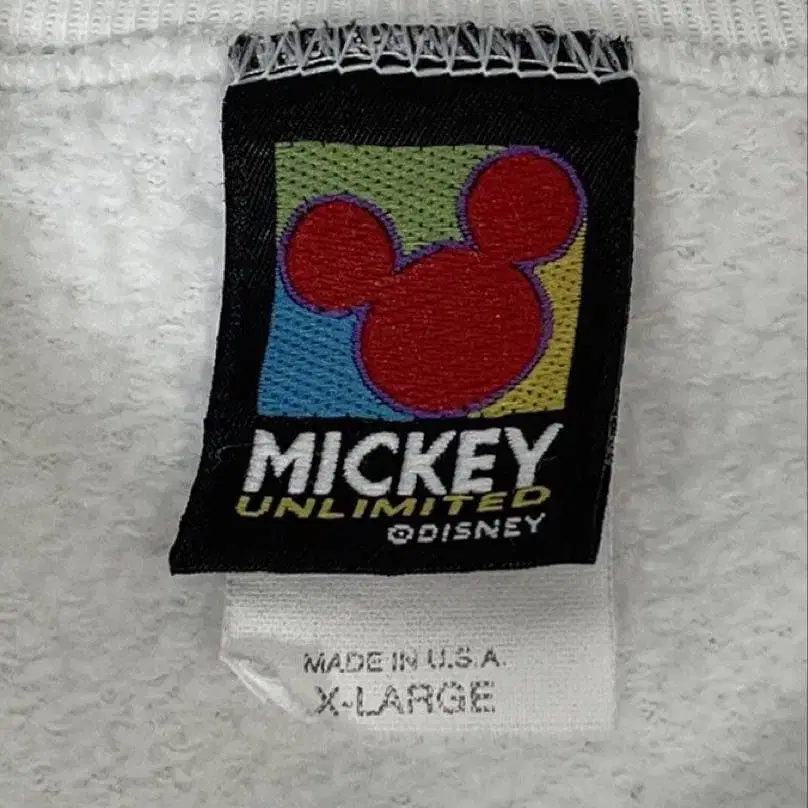 MICKEY
UNLIMITED
©DISNEY
MADE IN U.S.A.
X-LARGE